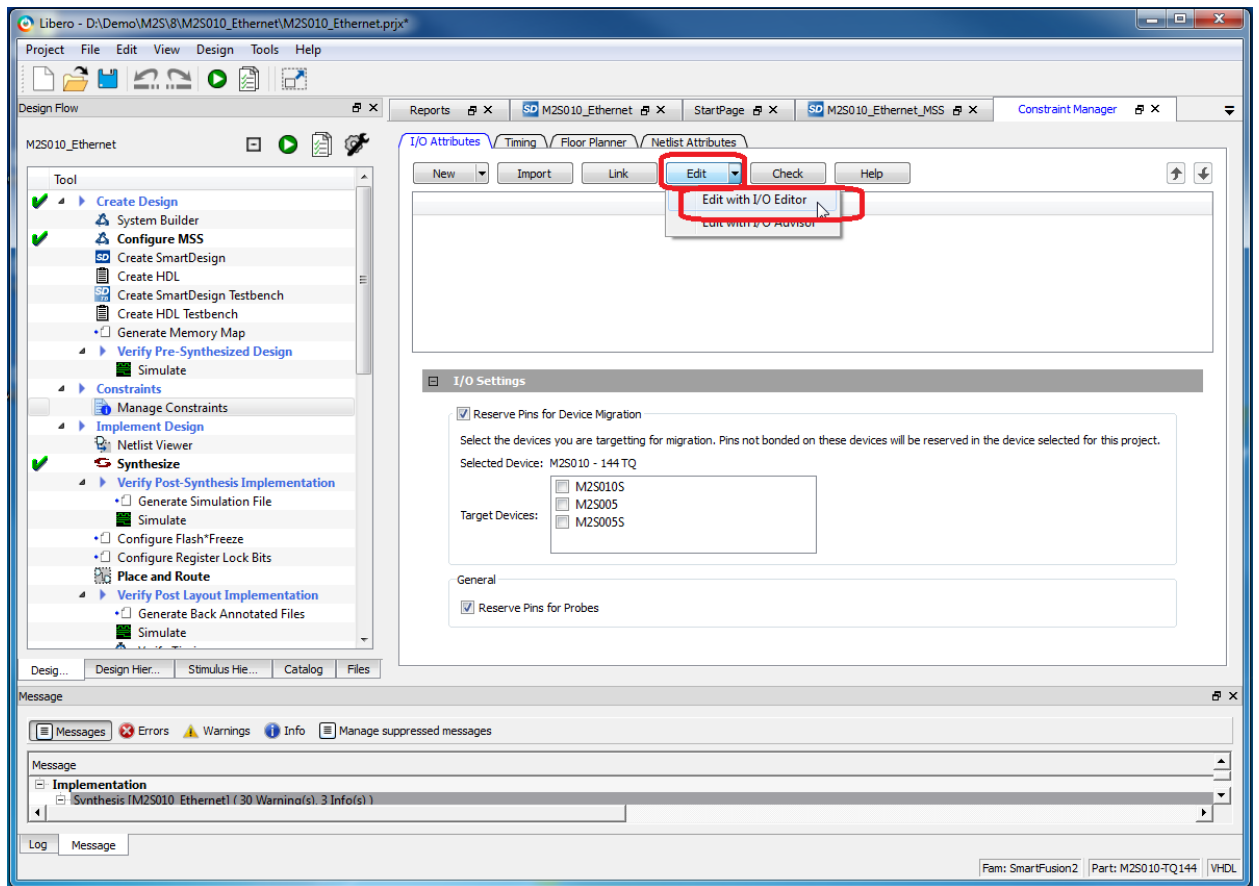 Libero - D:\Demo\M2S\8\M2S010_Ethernet\M2S010_Ethernet.prjx*
Project File Edit View Design Tools Help
Design Flow
Reports M2S010_Ethernet StartPage M2S010_Ethernet_MSS Constraint Manager
M2S010_Ethernet
I/O Attributes Timing Floor Planner Netlist Attributes
New Import Link Edit Check Help
Edit with I/O Editor
Edit with I/O Advisor
Tool
Create Design
System Builder
Configure MSS
Create SmartDesign
Create HDL
Create SmartDesign Testbench
Create HDL Testbench
Generate Memory Map
Verify Pre-Synthesized Design
Simulate
Constraints
Manage Constraints
Implement Design
Netlist Viewer
Synthesize
Verify Post-Synthesis Implementation
Generate Simulation File
Simulate
Configure Flash*Freeze
Configure Register Lock Bits
Place and Route
Verify Post Layout Implementation
Generate Back Annotated Files
Simulate
I/O Settings
Reserve Pins for Device Migration
Select the devices you are targetting for migration. Pins not bonded on these devices will be reserved in the device selected for this project.
Selected Device: M2S010 - 144 TQ
Target Devices:
M2S010S
M2S005
M2S005S
General
Reserve Pins for Probes
Desig... Design Hier... Stimulus Hie... Catalog Files
Message
Messages Errors Warnings Info Manage suppressed messages
Message
Implementation
Synthesis [M2S010_Ethernet] ( 30 Warning(s), 3 Info(s) )
Log Message
Fam: SmartFusion2 Part: M2S010-TQ144 VHDL